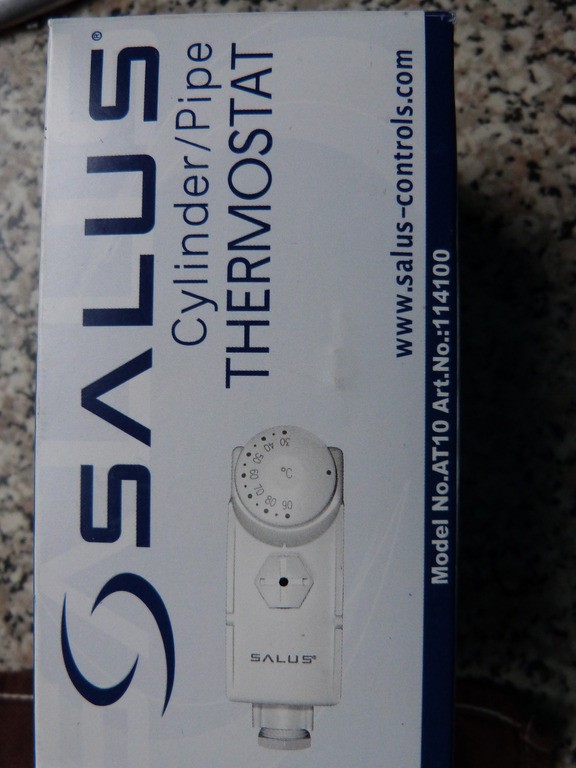 SALUS®
Cylinder/Pipe
THERMOSTAT
www.salus-controls.com
Model No.AT10 Art.No.:114100
30 40 50 60 70 80 90
°C
SALUS®